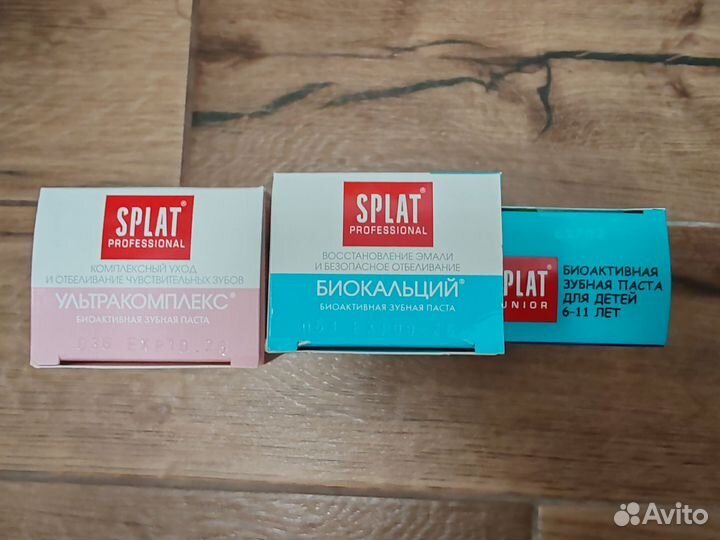 SPLAT®
PROFESSIONAL
КОМПЛЕКСНЫЙ УХОД
И ОТБЕЛИВАНИЕ ЧУВСТВИТЕЛЬНЫХ ЗУБОВ
УЛЬТРАКОМПЛЕКС®
БИОАКТИВНАЯ ЗУБНАЯ ПАСТА
SPLAT®
PROFESSIONAL
ВОССТАНОВЛЕНИЕ ЭМАЛИ
И БЕЗОПАСНОЕ ОТБЕЛИВАНИЕ
БИОКАЛЬЦИЙ®
БИОАКТИВНАЯ ЗУБНАЯ ПАСТА
PLAT®
UNIOR
БИОАКТИВНАЯ
ЗУБНАЯ ПАСТА
ДЛЯ ДЕТЕЙ
6-11 ЛЕТ
Avito